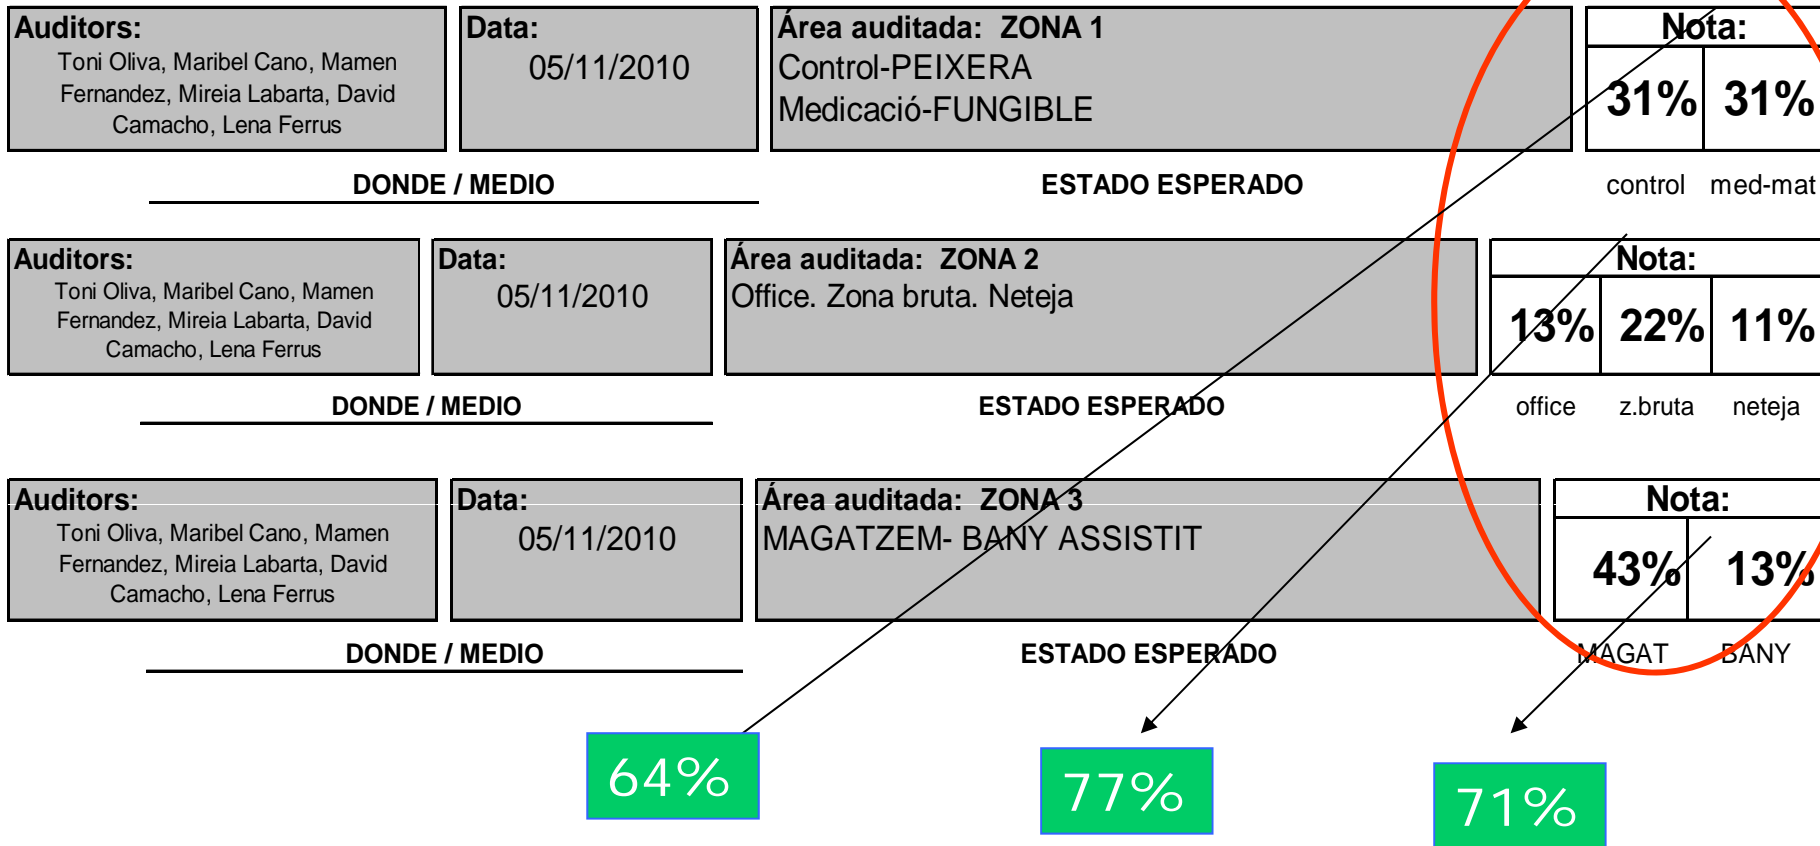 Auditors:
Toni Oliva, Maribel Cano, Mamen
Fernandez, Mireia Labarta, David
Camacho, Lena Ferrus
Data:
05/11/2010
Área auditada: ZONA 1
Control-PEIXERA
Medicació-FUNGIBLE
Nota:
31% 31%
control med-mat
DONDE / MEDIO
ESTADO ESPERADO
Auditors:
Toni Oliva, Maribel Cano, Mamen
Fernandez, Mireia Labarta, David
Camacho, Lena Ferrus
Data:
05/11/2010
Área auditada: ZONA 2
Office. Zona bruta. Neteja
Nota:
13% 22% 11%
office z.bruta neteja
DONDE / MEDIO
ESTADO ESPERADO
Auditors:
Toni Oliva, Maribel Cano, Mamen
Fernandez, Mireia Labarta, David
Camacho, Lena Ferrus
Data:
05/11/2010
Área auditada: ZONA 3
MAGATZEM- BANY ASSISTIT
Nota:
43% 13%
MAGAT BANY
DONDE / MEDIO
ESTADO ESPERADO
64%
77%
71%